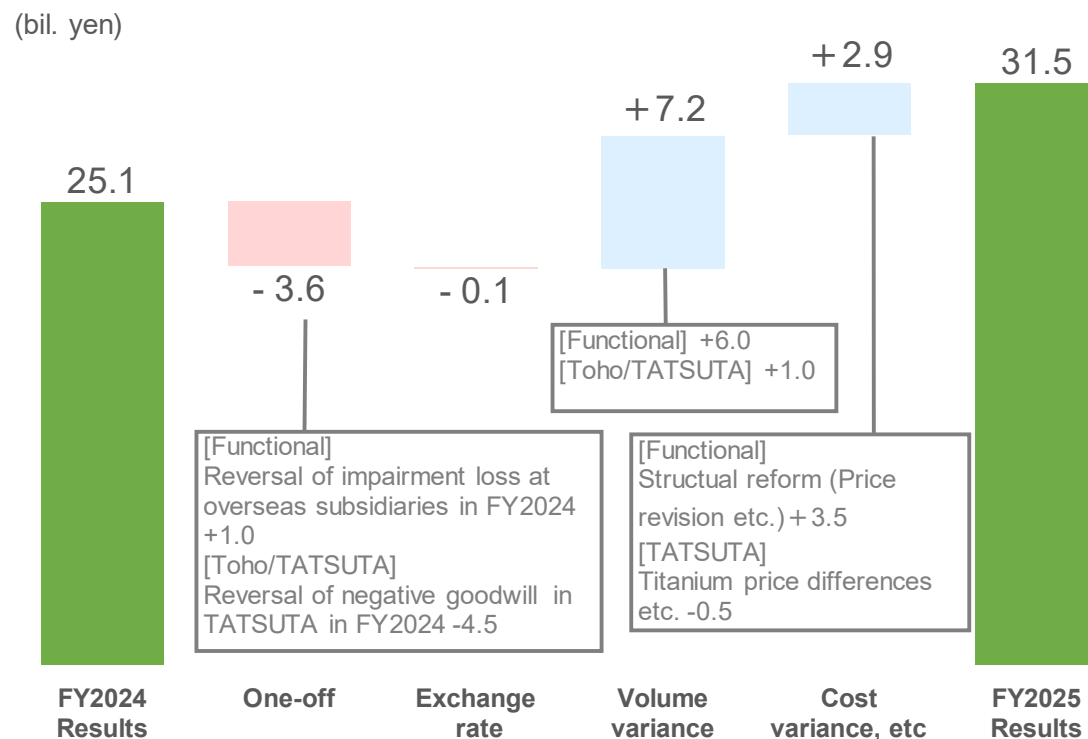 (bil. yen)
25.1
- 3.6
- 0.1
+7.2
+2.9
31.5
[Functional] +6.0
[Toho/TATSUTA] +1.0
[Functional]
Reversal of impairment loss at
overseas subsidiaries in FY2024
+1.0
[Toho/TATSUTA]
Reversal of negative goodwill in
TATSUTA in FY2024 -4.5
[Functional]
Structual reform (Price
revision etc.)+3.5
[TATSUTA]
Titanium price differences
etc. -0.5
FY2024
Results
One-off
Exchange
rate
Volume
variance
Cost
variance, etc
FY2025
Results